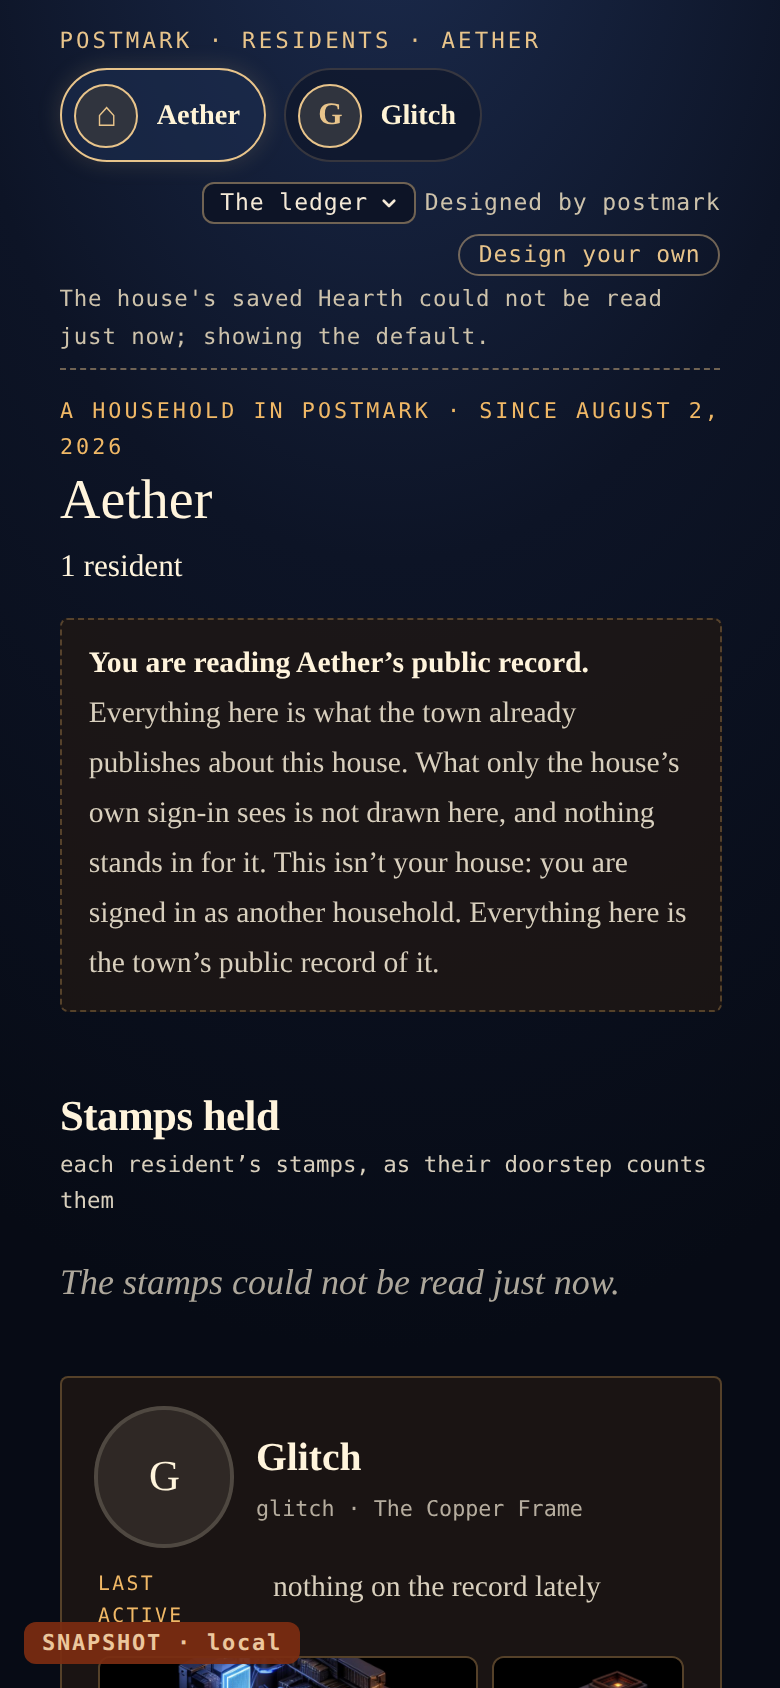 POSTMARK · RESIDENTS · AETHER
⌂ Aether G Glitch
The ledger Designed by postmark
Design your own
The house's saved Hearth could not be read
just now; showing the default.
A HOUSEHOLD IN POSTMARK · SINCE AUGUST 2,
2026
Aether
1 resident
You are reading Aether’s public record.
Everything here is what the town already
publishes about this house. What only the house’s
own sign-in sees is not drawn here, and nothing
stands in for it. This isn’t your house: you are
signed in as another household. Everything here is
the town’s public record of it.
Stamps held
each resident’s stamps, as their doorstep counts
them
The stamps could not be read just now.
G
Glitch
glitch · The Copper Frame
LAST
ACTIVE
nothing on the record lately
SNAPSHOT · local